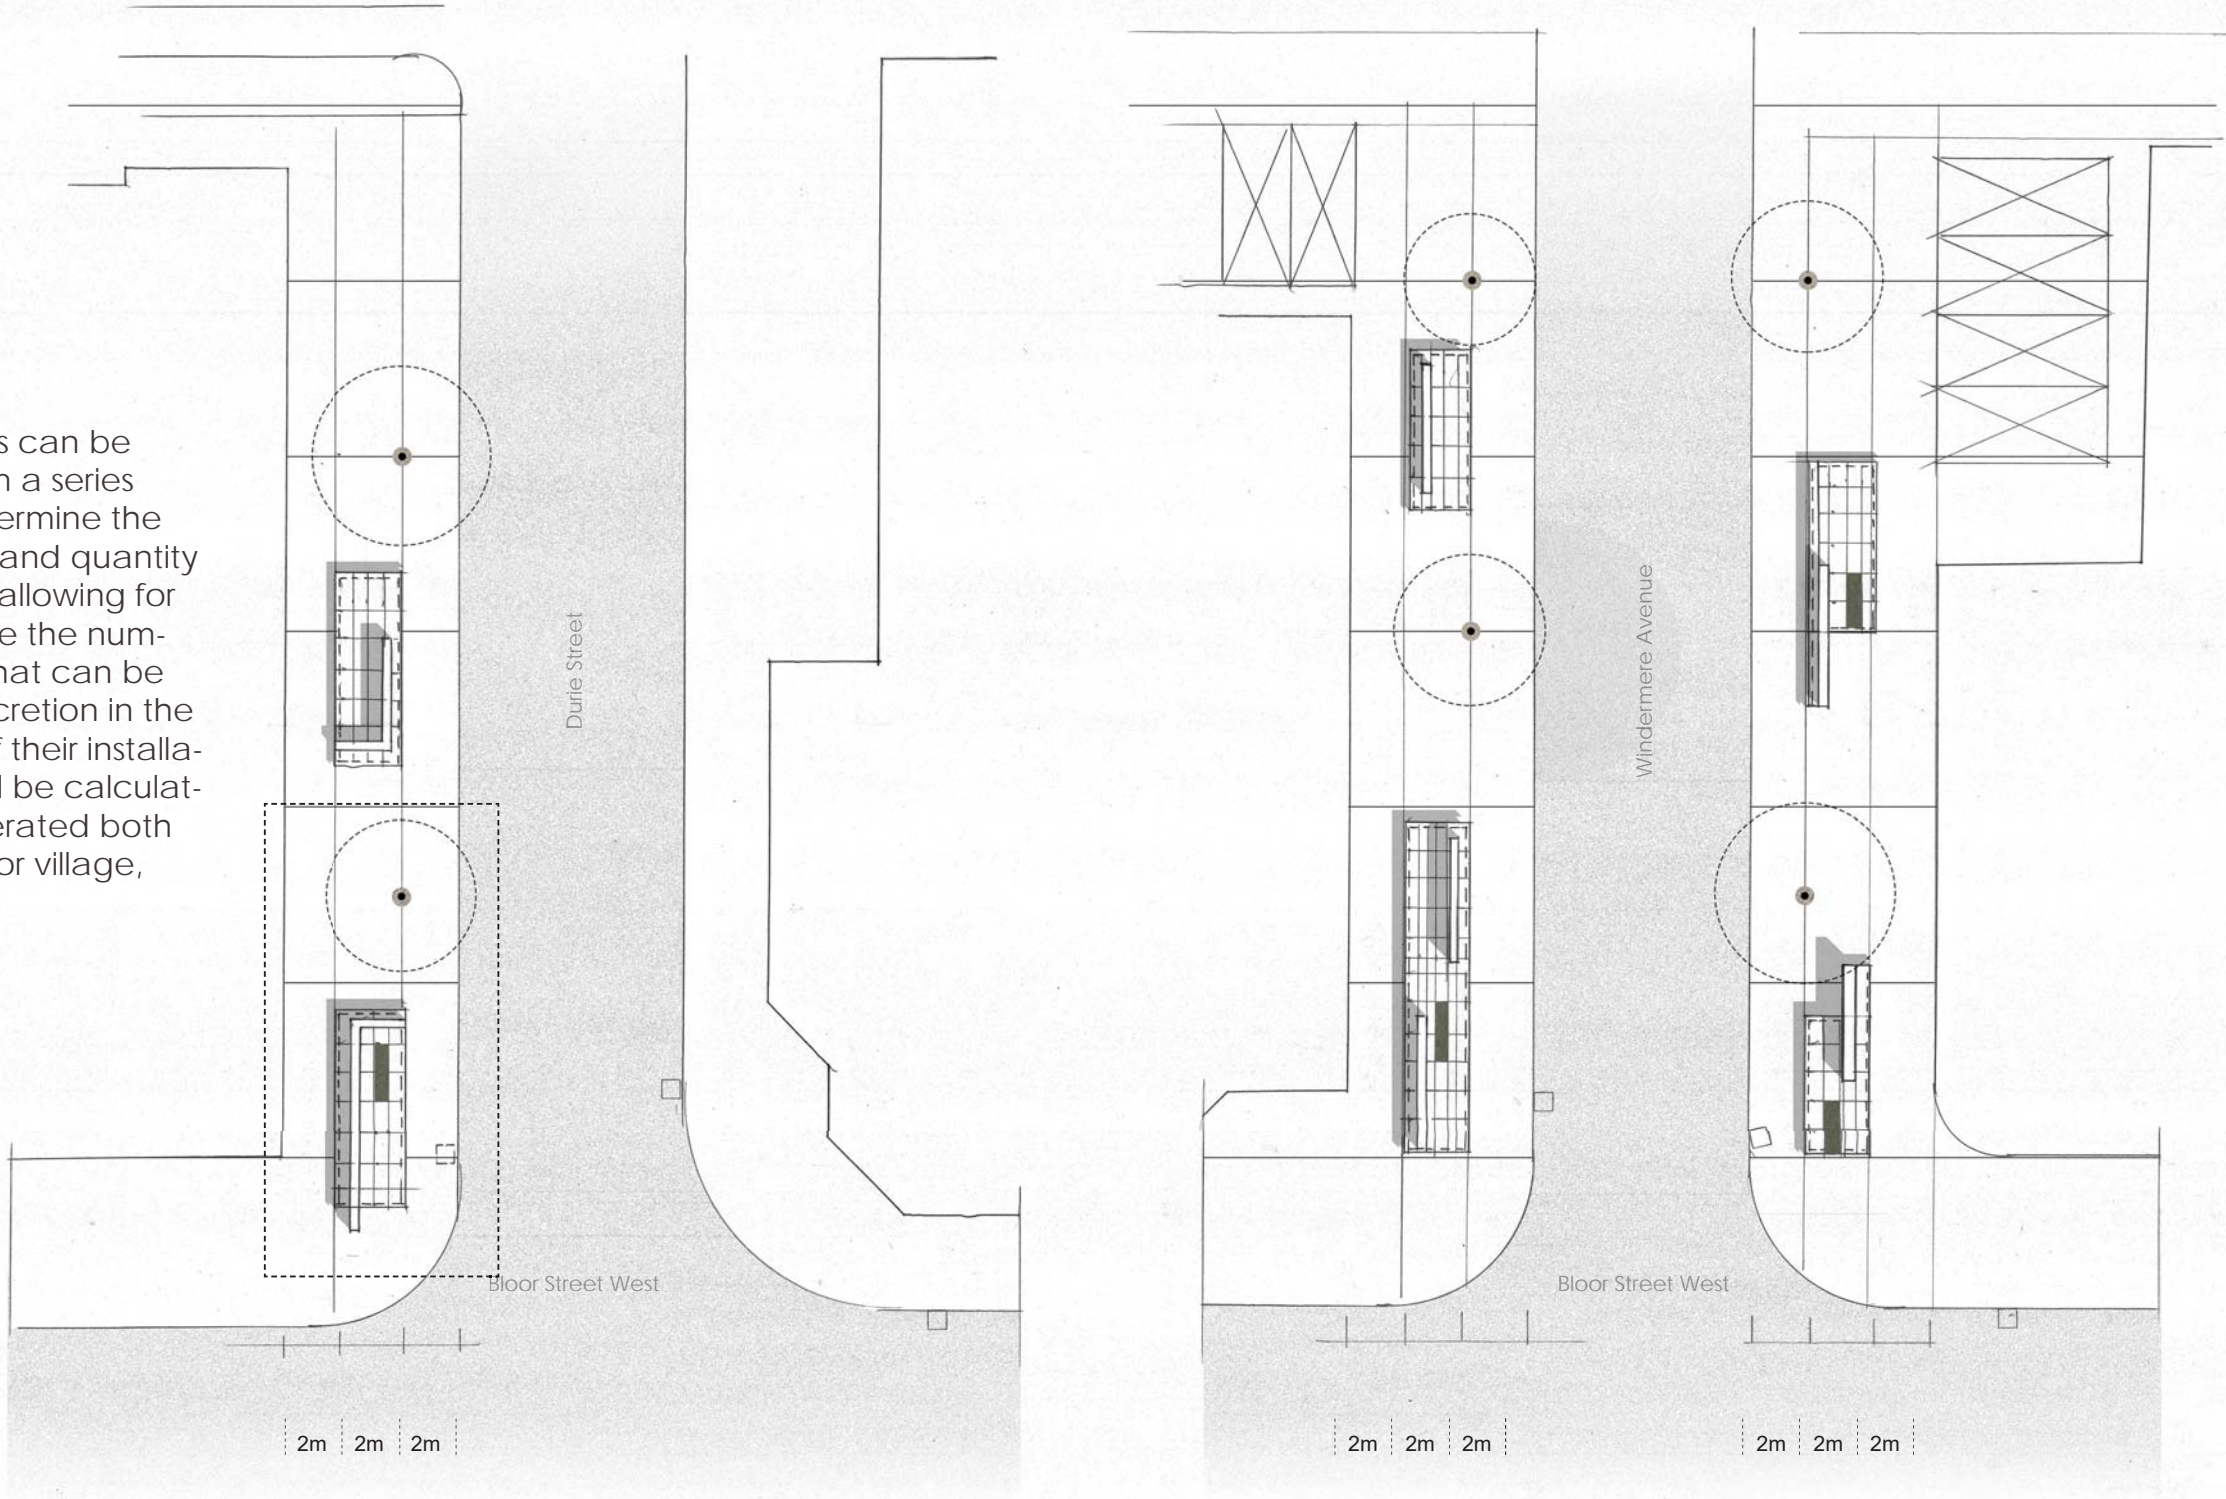 s can be
n a series
ermine the
and quantity
allowing for
e the num-
hat can be
cretion in the
f their installa-
d be calculat-
erated both
or village,
Durie Street
Bloor Street West
Windermere Avenue
Bloor Street West
2m 2m 2m
2m 2m 2m
2m 2m 2m